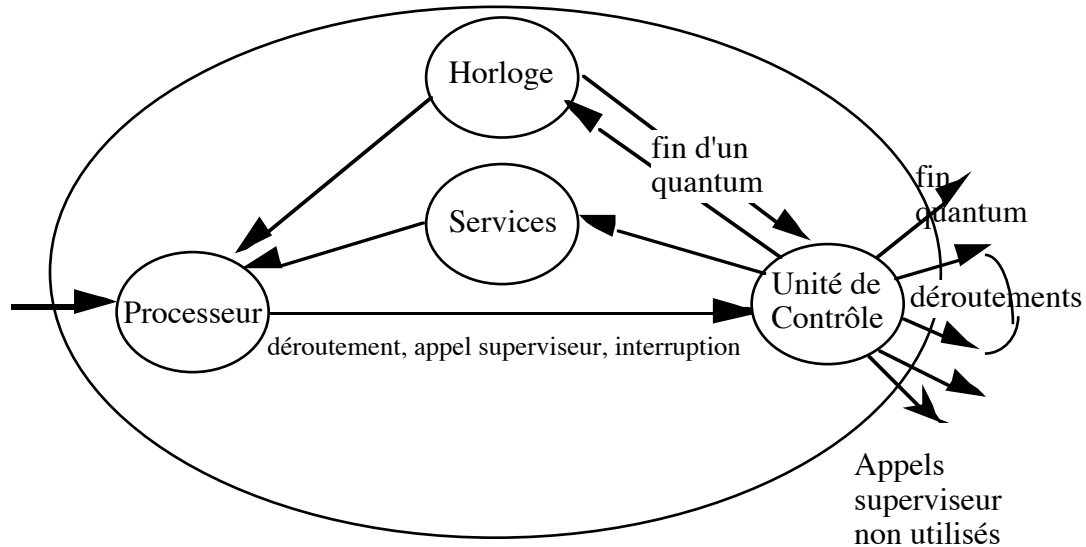 Horloge
fin d'un
quantum
fin
quantum
Services
Unité de
Contrôle
déroutements
Processeur
déroutement, appel superviseur, interruption
Appels
superviseur
non utilisés